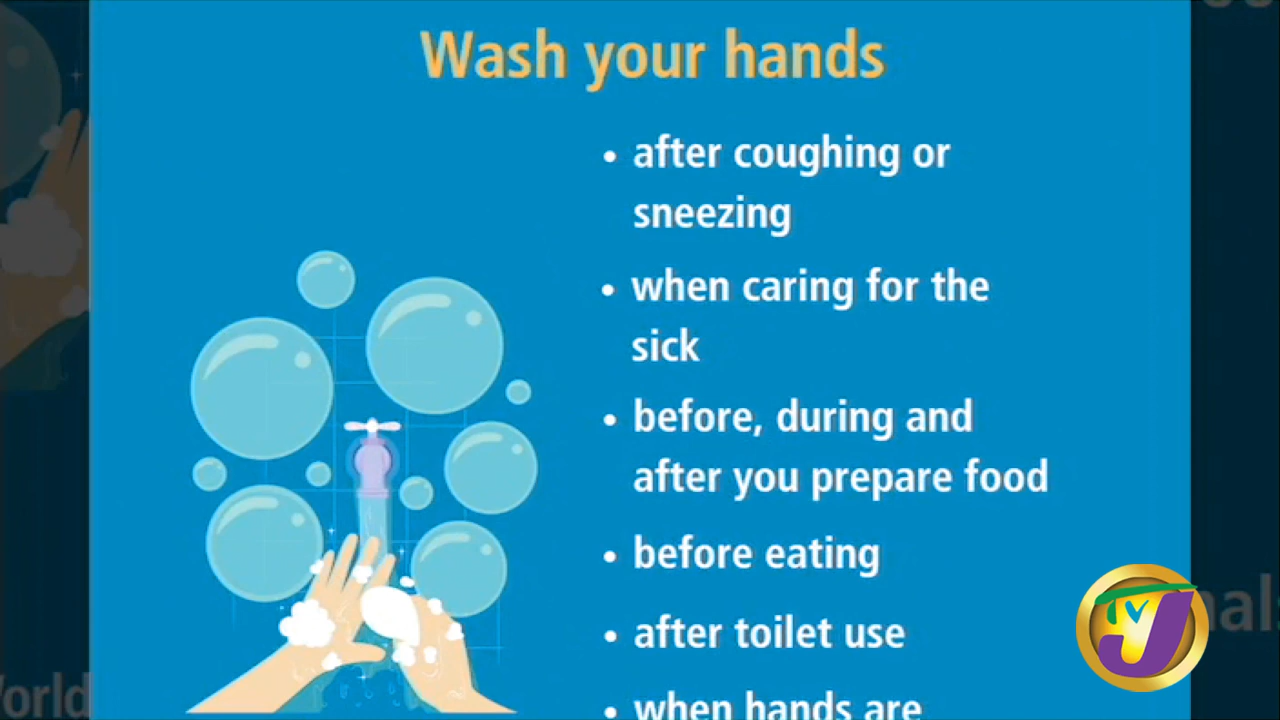 Wash your hands
• after coughing or
sneezing
• when caring for the
sick
• before, during and
after you prepare food
• before eating
• after toilet use
• when hands are
TVJ